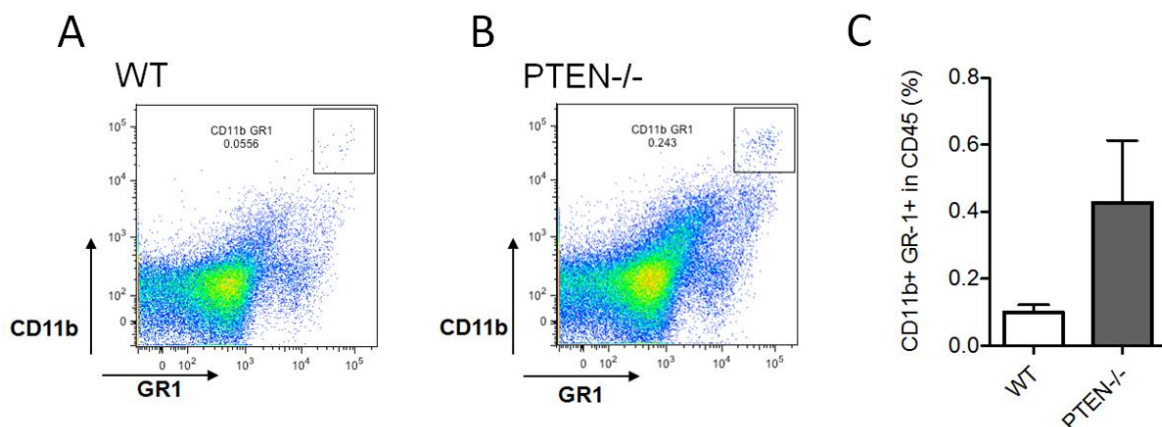 A
WT
CD11b GR1
0.0556
10^5
10^4
10^3
10^2
0
0 10^2 10^3 10^4 10^5
CD11b
GR1
B
PTEN-/-
CD11b GR1
0.243
10^5
10^4
10^3
10^2
0
0 10^2 10^3 10^4 10^5
CD11b
GR1
C
CD11b+ GR-1+ in CD45 (%)
0.8
0.6
0.4
0.2
0.0
WT
PTEN-/-